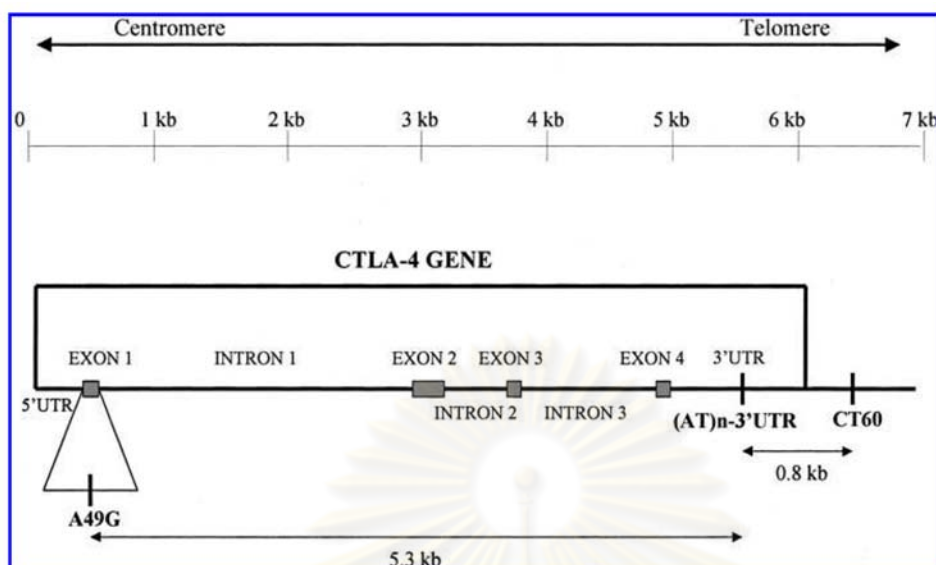 Centromere Telomere
0 1 kb 2 kb 3 kb 4 kb 5 kb 6 kb 7 kb
CTLA-4 GENE
EXON 1 INTRON 1 EXON 2 EXON 3 EXON 4 3'UTR
5'UTR INTRON 2 INTRON 3 (AT)n-3'UTR CT60
0.8 kb
A49G
5.3 kb